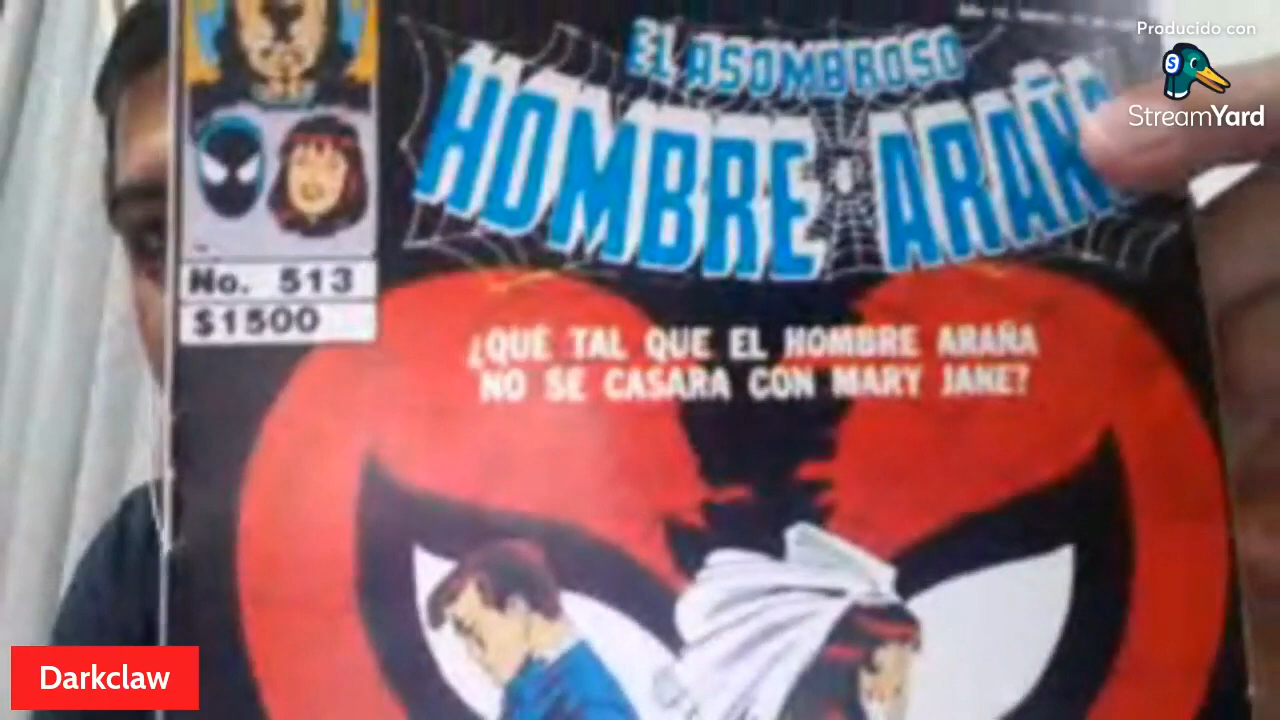 Producido con
StreamYard
EL ASOMBROSO
HOMBRE ARAÑA
No. 513
$1500
¿QUÉ TAL QUE EL HOMBRE ARAÑA
NO SE CASARA CON MARY JANE?
Darkclaw